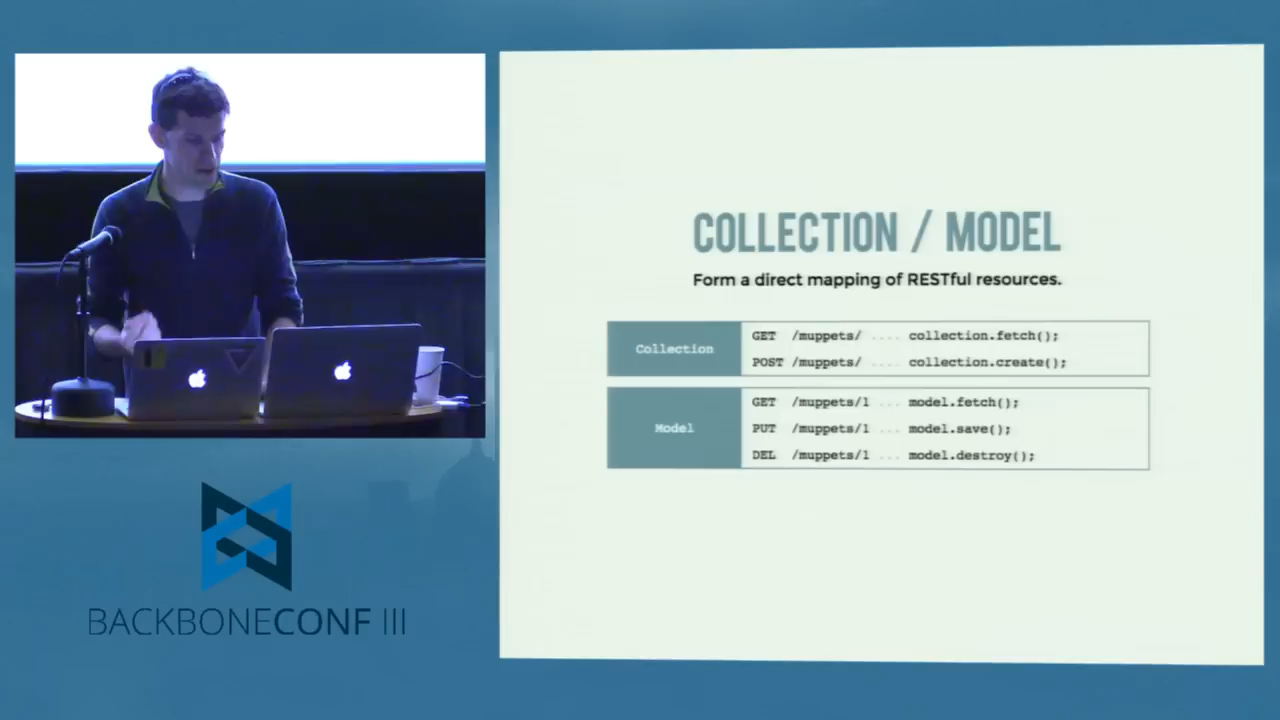 COLLECTION / MODEL
Form a direct mapping of RESTful resources.
Collection
GET /muppets/ .... collection.fetch();
POST /muppets/ .... collection.create();
Model
GET /muppets/1 ... model.fetch();
PUT /muppets/1 ... model.save();
DEL /muppets/1 ... model.destroy();
BACKBONECONF III